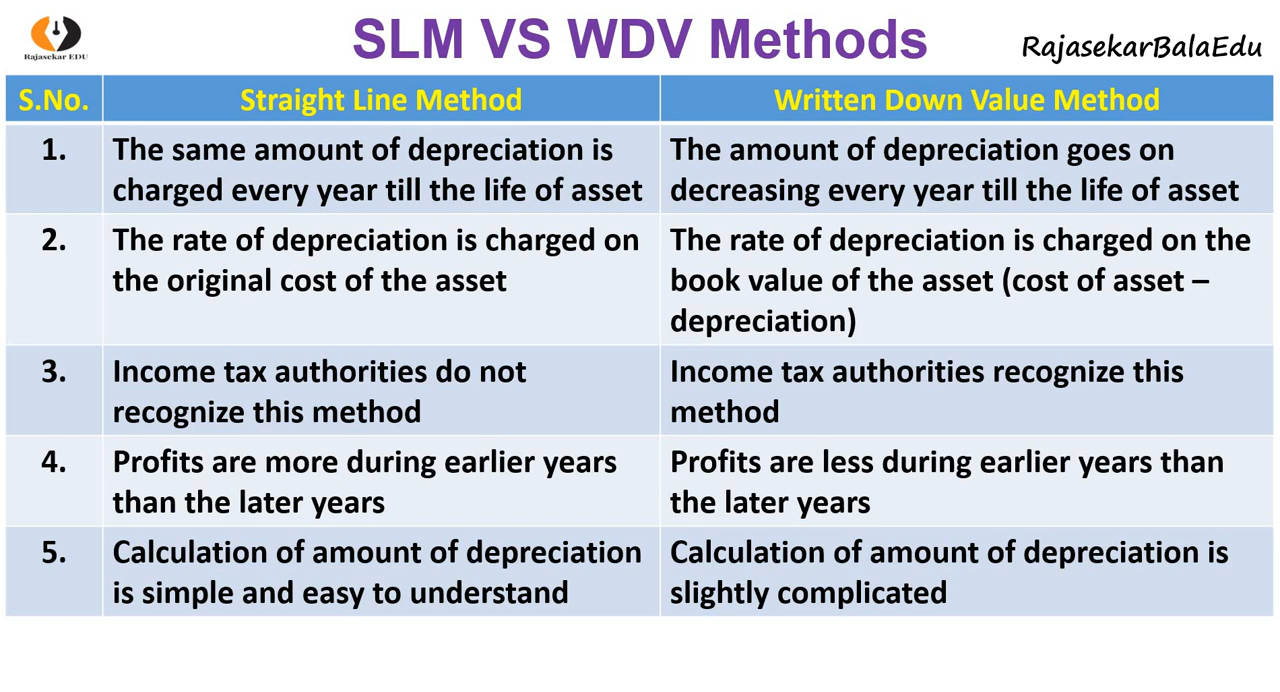 Rajasekar EDU
SLM VS WDV Methods
RajasekarBalaEdu
S.No.
Straight Line Method
Written Down Value Method
1.
The same amount of depreciation is
charged every year till the life of asset
The amount of depreciation goes on
decreasing every year till the life of asset
2.
The rate of depreciation is charged on
the original cost of the asset
The rate of depreciation is charged on the
book value of the asset (cost of asset –
depreciation)
3.
Income tax authorities do not
recognize this method
Income tax authorities recognize this
method
4.
Profits are more during earlier years
than the later years
Profits are less during earlier years than
the later years
5.
Calculation of amount of depreciation
is simple and easy to understand
Calculation of amount of depreciation is
slightly complicated